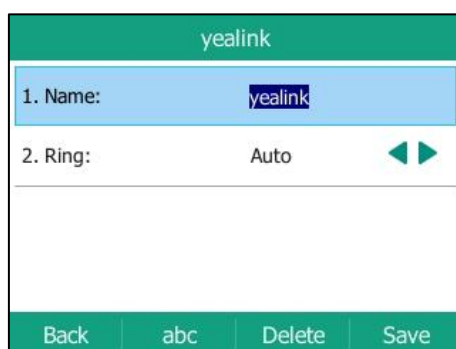 yealink
1. Name: yealink
2. Ring: Auto
Back abc Delete Save